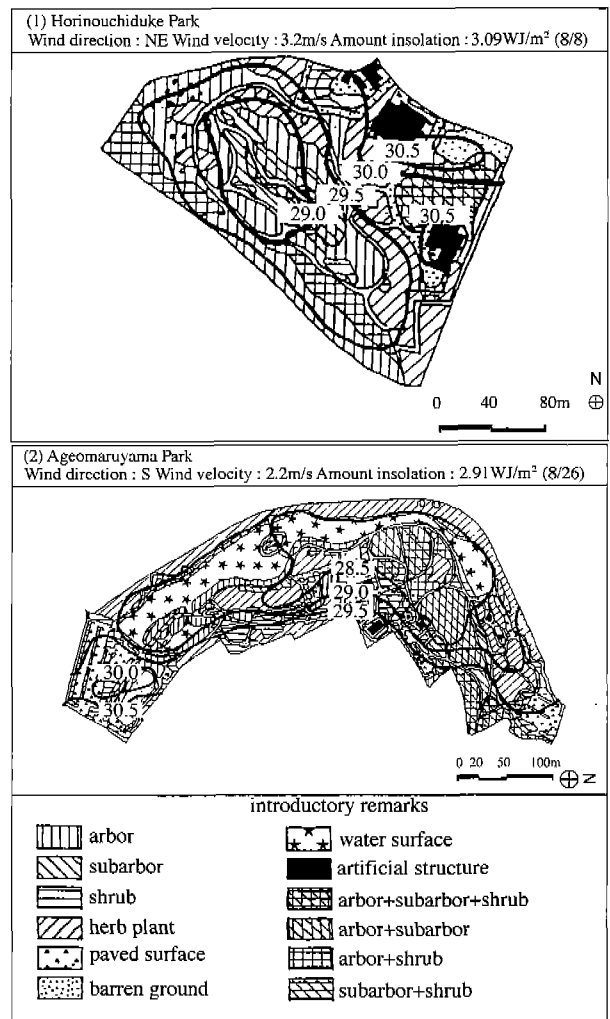 (1) Horinouchiduke Park
Wind direction : NE Wind velocity : 3.2m/s Amount insolation : 3.09WJ/m² (8/8)
30.5
30.0
29.5
29.0
30.5
N
0 40 80m
(2) Ageomaruyama Park
Wind direction : S Wind velocity : 2.2m/s Amount insolation : 2.91WJ/m² (8/26)
28.5
29.0
29.5
30.0
30.5
0 20 50 100m
N
introductory remarks
arbor
water surface
subarbor
artificial structure
shrub
arbor+subarbor+shrub
herb plant
arbor+subarbor
paved surface
arbor+shrub
barren ground
subarbor+shrub